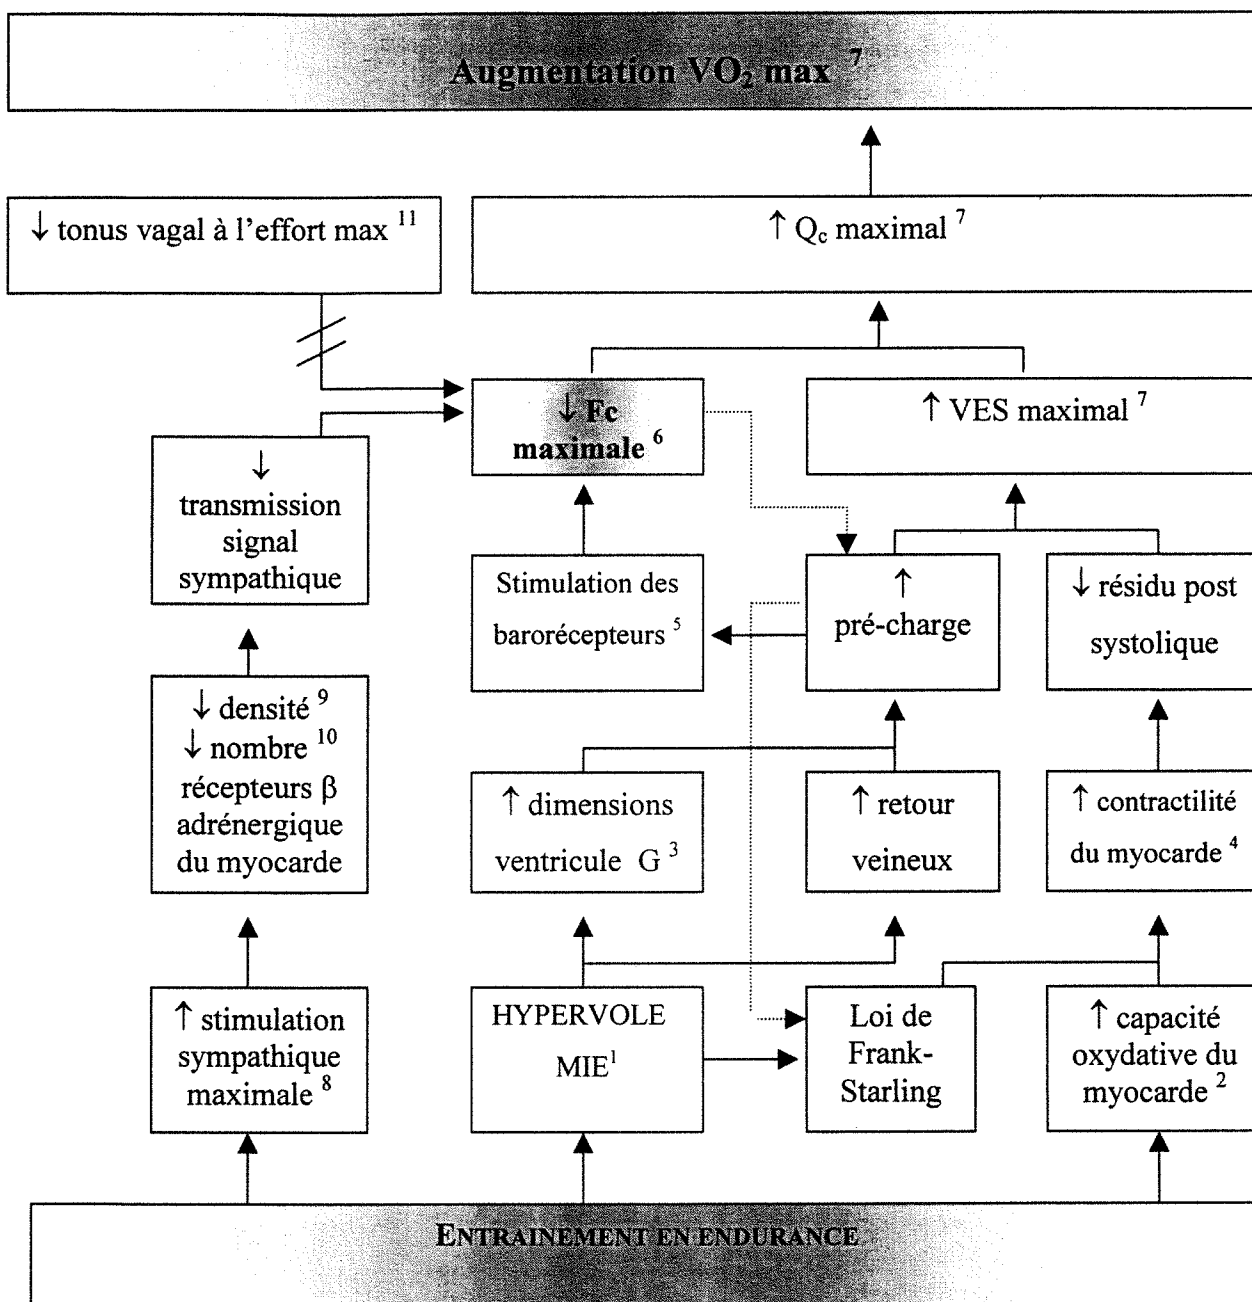 Augmentation VO₂ max ⁷
↓ tonus vagal à l'effort max ¹¹
↑ Q꜀ maximal ⁷
↓ Fc
maximale ⁶
↑ VES maximal ⁷
↓
transmission
signal
sympathique
Stimulation des
barorécepteurs ⁵
↑
pré-charge
↓ résidu post
systolique
↓ densité ⁹
↓ nombre ¹⁰
récepteurs β
adrénergique
du myocarde
↑ dimensions
ventricule G ³
↑ retour
veineux
↑ contractilité
du myocarde ⁴
↑ stimulation
sympathique
maximale ⁸
HYPERVOLE
MIE¹
Loi de
Frank-
Starling
↑ capacité
oxydative du
myocarde ²
ENTRAINEMENT EN ENDURANCE